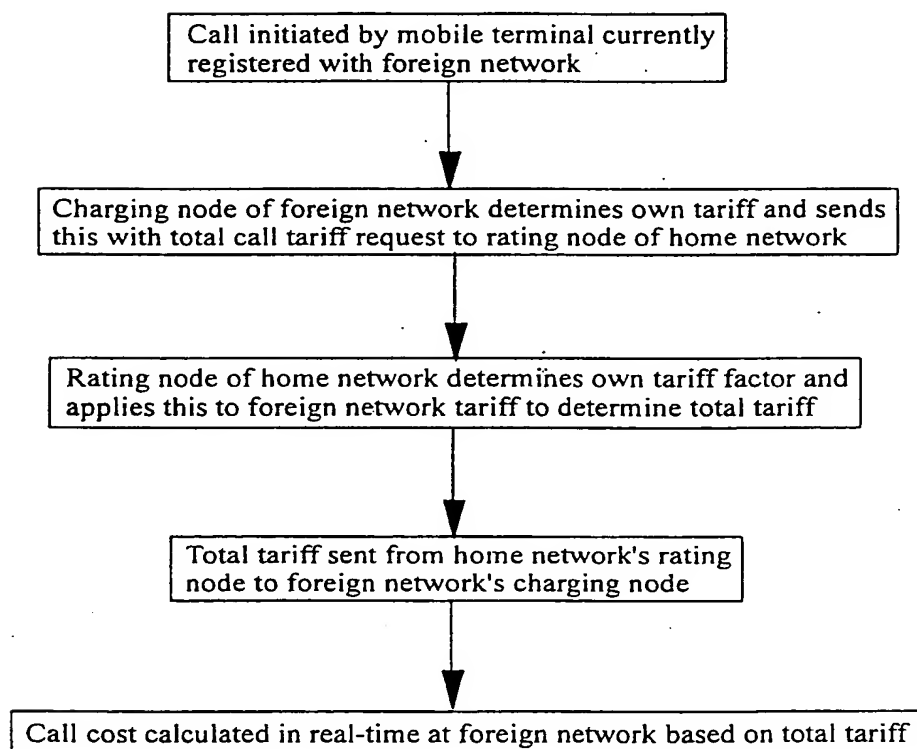 Call initiated by mobile terminal currently
registered with foreign network
Charging node of foreign network determines own tariff and sends
this with total call tariff request to rating node of home network
Rating node of home network determines own tariff factor and
applies this to foreign network tariff to determine total tariff
Total tariff sent from home network's rating
node to foreign network's charging node
Call cost calculated in real-time at foreign network based on total tariff